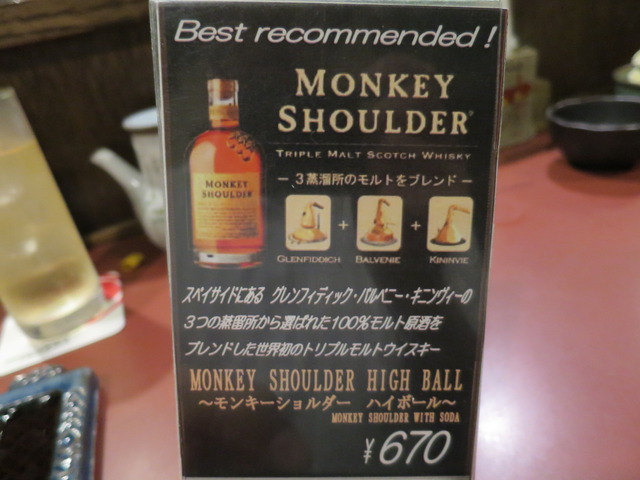 Best recommended!
MONKEY
SHOULDER®
TRIPLE MALT SCOTCH WHISKY
－３蒸溜所のモルトをブレンド－
MONKEY
SHOULDER
GLENFIDDICH + BALVENIE + KININVIE
スペイサイドにある グレンフィディック・バルベニー・キニンヴィーの
３つの蒸留所から選ばれた100%モルト原酒を
ブレンドした世界初のトリプルモルトウイスキー
MONKEY SHOULDER HIGH BALL
～モンキーショルダー ハイボール～
MONKEY SHOULDER WITH SODA
¥670